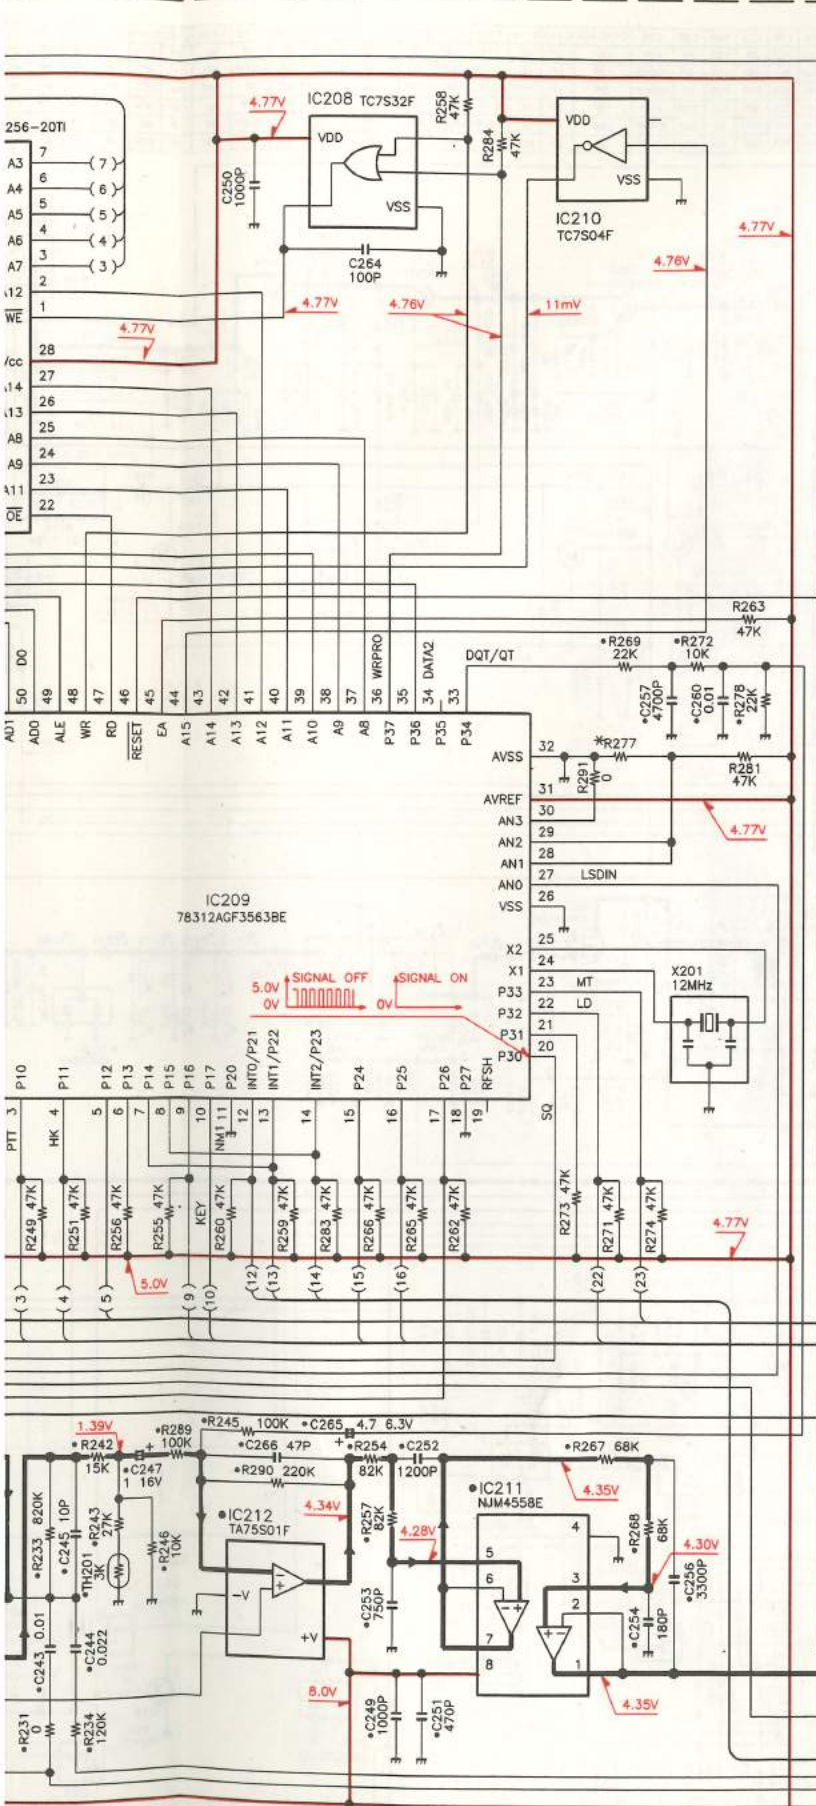 IC208 TC7S32F
4.77V
VDD
VSS
C250
1000P
C264
100P
R258
47K
R284
47K
VDD
VSS
IC210
TC7S04F
4.77V
4.76V
4.77V
4.76V
11mV
4.77V
256-20TI
A3 7 (7)
A4 6 (6)
A5 5 (5)
A6 4 (4)
A7 3 (3)
A12 2
WE 1
Vcc 28
A14 27
A13 26
A8 25
A9 24
A11 23
OE 22
R263
47K
•R269
22K
•R272
10K
•C257
4700P
•C260
0.01
•R278
22K
D0
WRPRO
DATA2
DQT/QT
50 49 48 47 46 45 44 43 42 41 40 39 38 37 36 35 34 33
AD1 AD0 ALE WR RD RESET EA A15 A14 A13 A12 A11 A10 A9 A8 P37 P36 P35 P34
AVSS 32
*R277
R291
0
R281
47K
AVREF 31
4.77V
AN3 30
AN2 29
AN1 28
AN0 27 LSDIN
VSS 26
X2 25
X1 24
P33 23 MT
P32 22 LD
P31 21
P30 20
IC209
78312AGF3563BE
X201
12MHz
5.0V
0V
SIGNAL OFF
0V
SIGNAL ON
P10 P11 P12 P13 P14 P15 P16 P17 P20 INT0/P21 INT1/P22 INT2/P23 P24 P25 P26 P27 RFSH
3 4 5 6 7 8 9 10 11 12 13 14 15 16 17 18 19
PTT
HK
KEY
NM1
SQ
R249 47K
R251 47K
R256 47K
R255 47K
R260 47K
R259 47K
R283 47K
R266 47K
R265 47K
R262 47K
R273 47K
R271 47K
R274 47K
4.77V
5.0V
(3) (4) (5) (9) (10) (12) (13) (14) (15) (16) (22) (23)
1.39V
•R242
15K
•C247
1 16V
•R289
100K
•R245 100K
•C265 4.7 6.3V
•C266 47P
•R290 220K
•R254
82K
•C252
1200P
•R267 68K
4.35V
•R233 820K
•C245 10P
•R243
27K
•TH201
3K
•R246
10K
•IC212
TA75S01F
4.34V
•R257
82K
4.28V
•IC211
NJM4558E
•R268
68K
4.30V
•C256
3300P
-V
+V
•C253
750P
•C254
180P
5
6
7
8
4
3
2
1
•C243 0.01
•C244
0.022
•R231
0
•R234
120K
8.0V
•C249
1000P
•C251
470P
4.35V